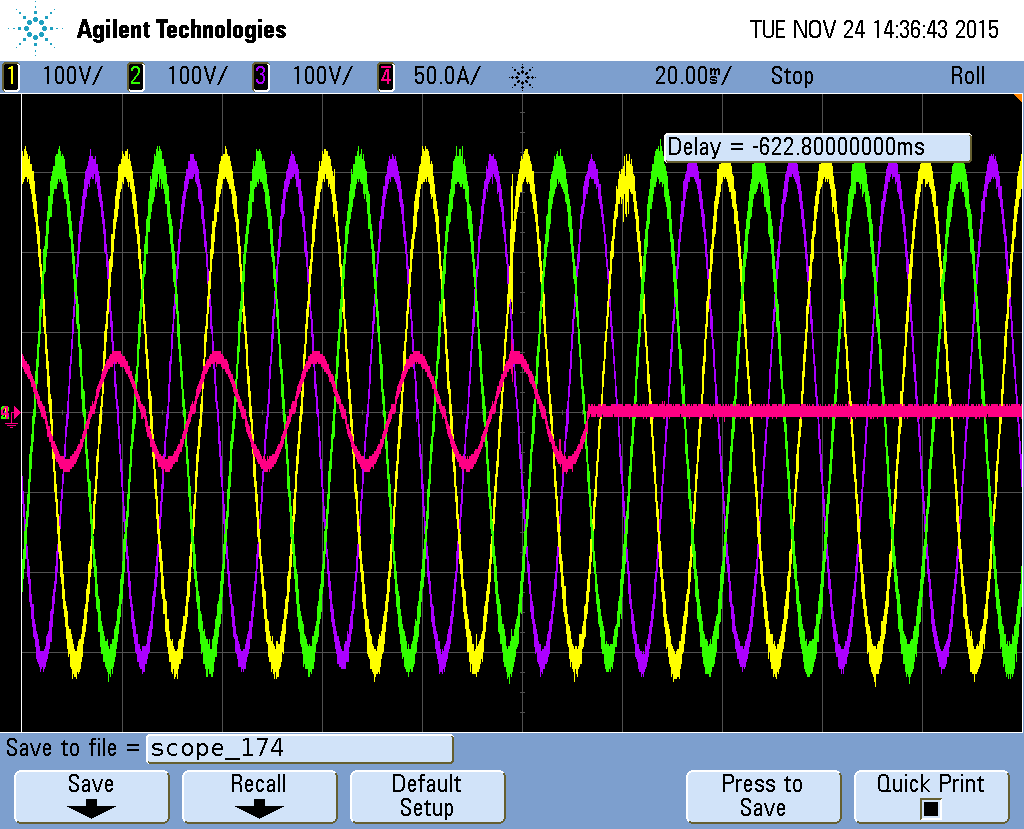 Agilent Technologies
TUE NOV 24 14:36:43 2015
1 100V/ 2 100V/ 3 100V/ 4 50.0A/ 20.00ms/ Stop Roll
Delay = -622.80000000ms
Save to file = scope_174
Save Recall Default Setup Press to Save Quick Print